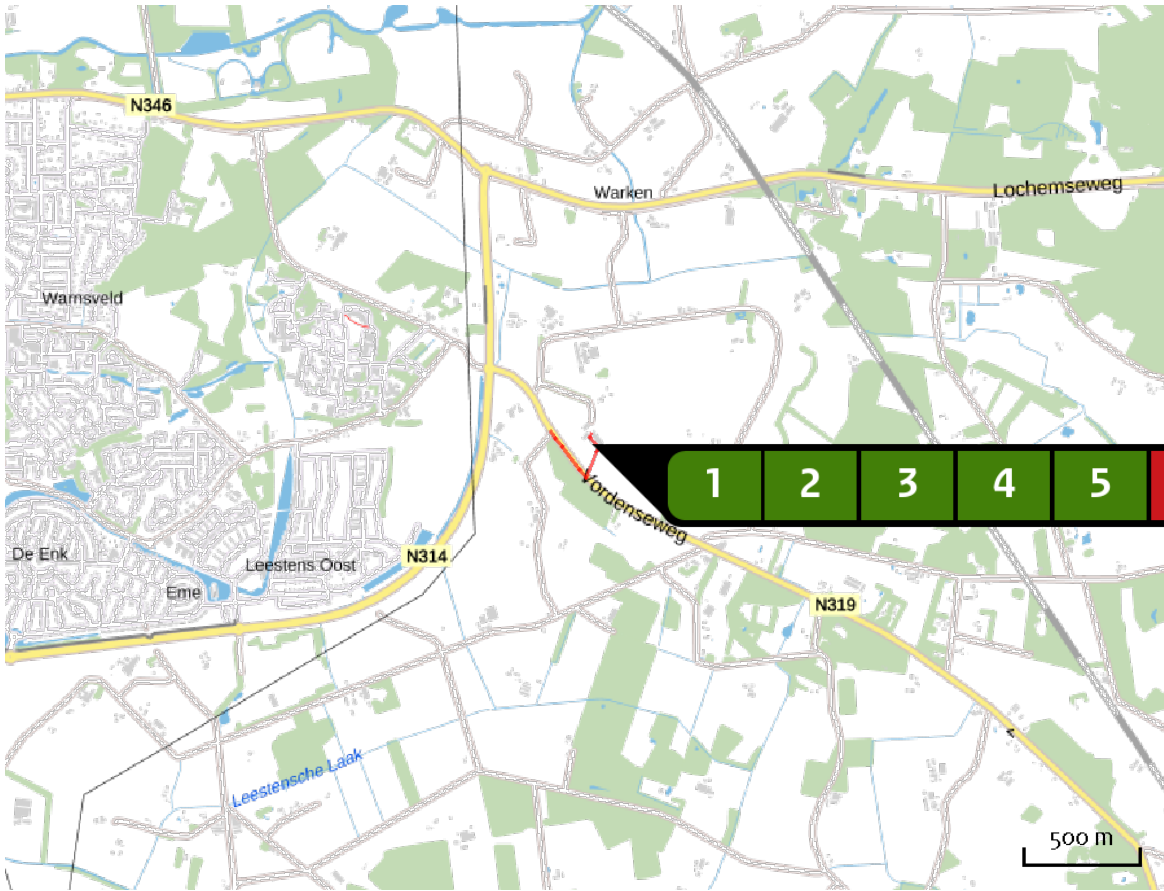 N346
Warken
Lochemseweg
Warnsveld
1 2 3 4 5
Vordenseweg
De Enk
Leestens Oost
N314
Eme
N319
Leestensche Laak
500 m